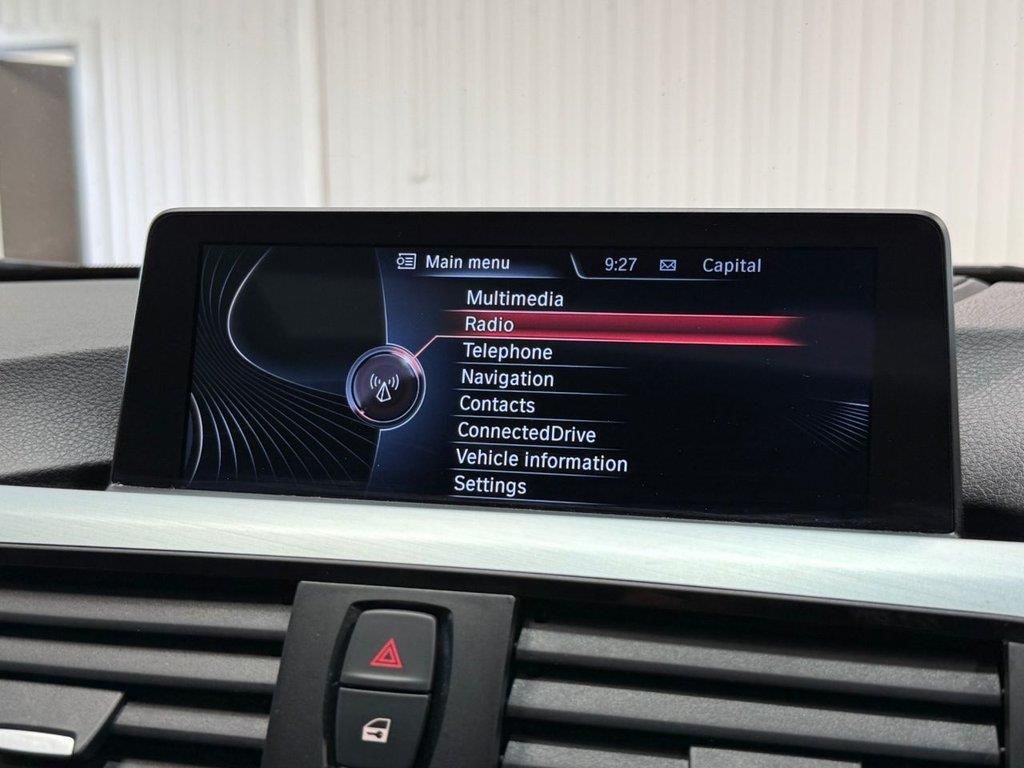 Main menu 9:27 Capital
Multimedia
Radio
Telephone
Navigation
Contacts
ConnectedDrive
Vehicle information
Settings